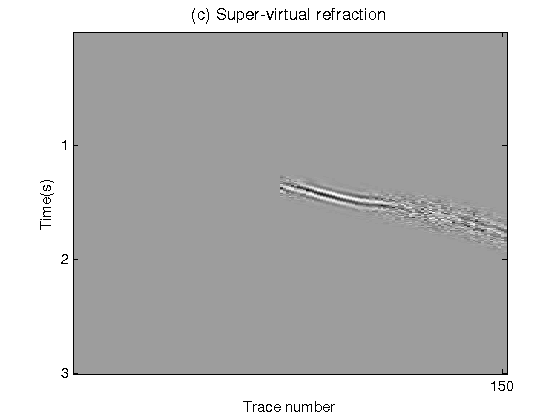 (c) Super-virtual refraction
1
2
3
Time(s)
150
Trace number